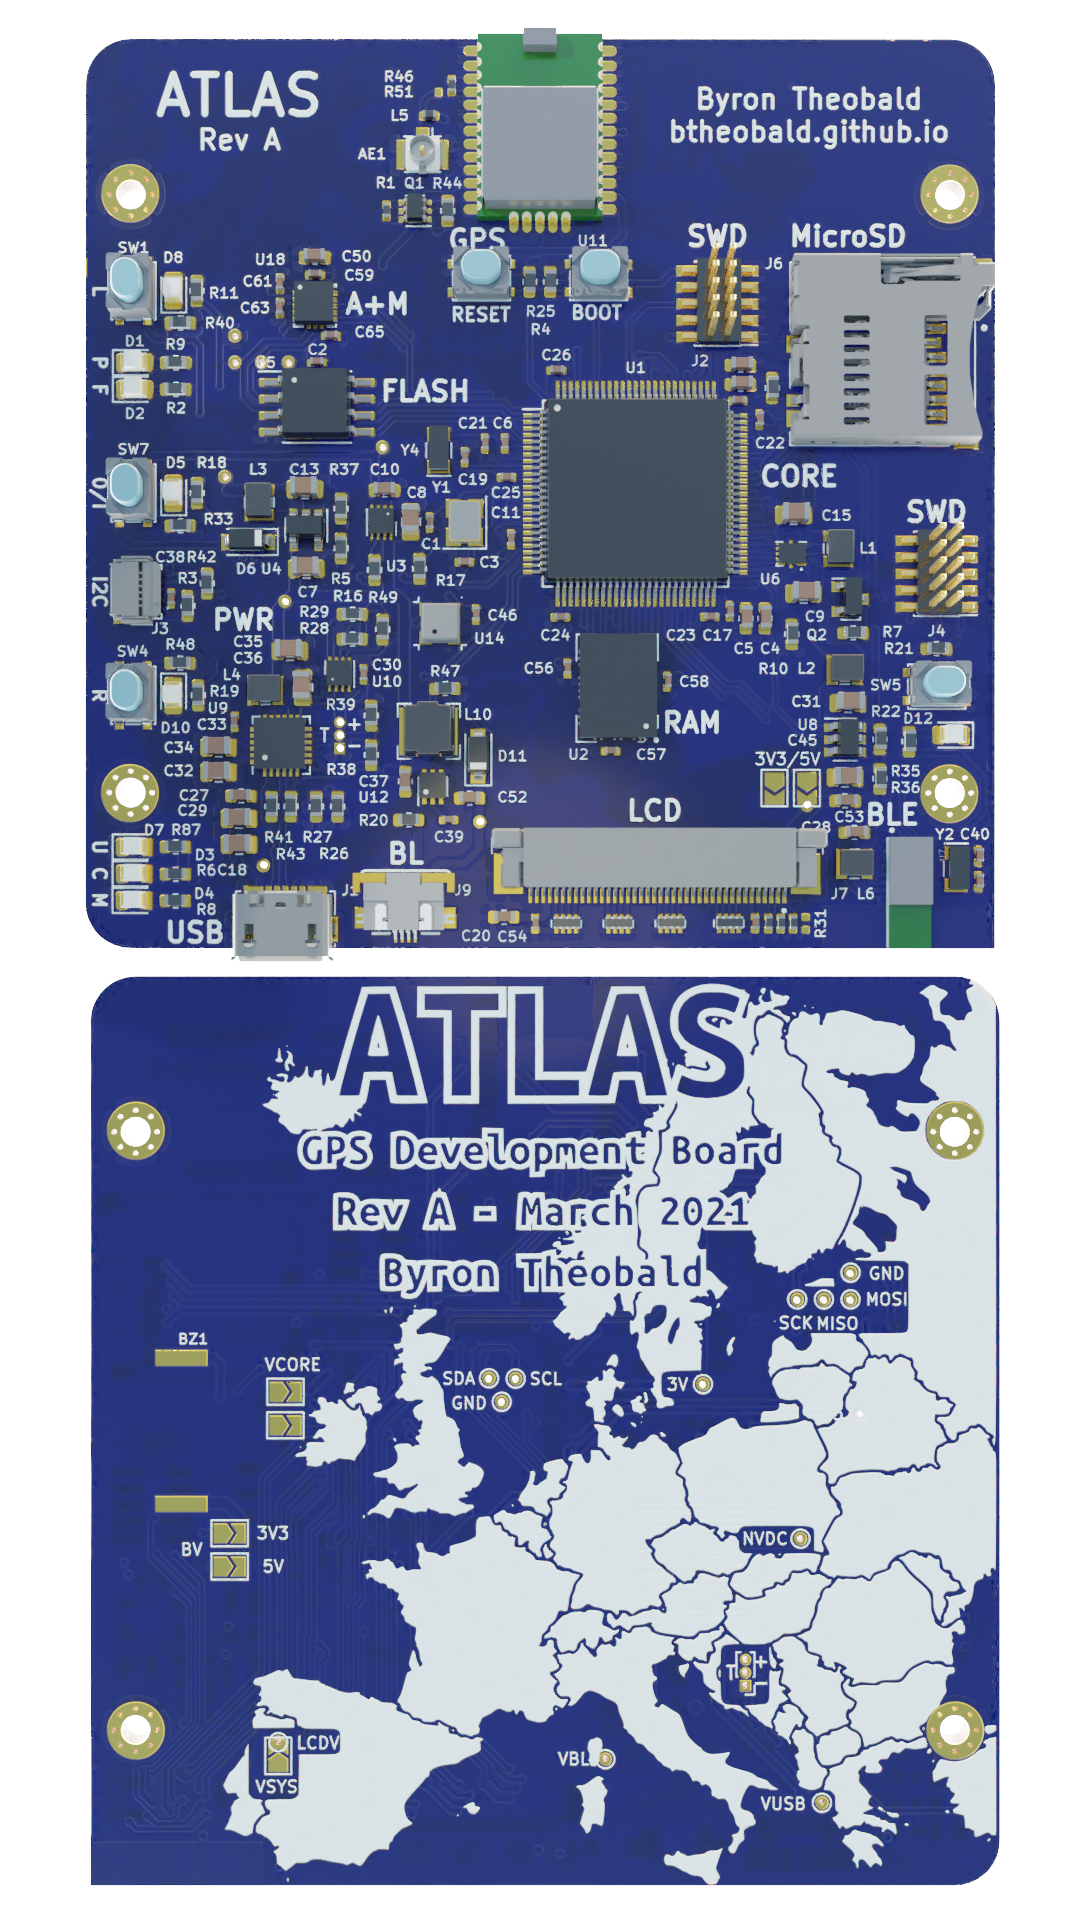 ATLAS
Rev A
Byron Theobald
btheobald.github.io
R46
R51
L5
AE1
R1 Q1 R44
GPS
U11
RESET
BOOT
R25
R4
SWD
J6
J2
MicroSD
SW1
D8
L
R11
R40
R9
U18
C61
C63
C50
C59
A+M
C65
C2
D1
P
F
D2
R2
FLASH
C26
U1
C22
CORE
SW7
D5
R18
O/I
R33
L3
C13
R37
C10
C8
Y4
Y1
C21 C6
C19
C25
C11
C1
C3
D6 U4
C7
R5
U3
R17
R16
R49
R29
R28
C38 R42
R3
I2C
J3
PWR
C35
C36
C46
U14
C24
C23
C17
C5
C4
C15
L1
U6
C9
Q2
SWD
J4
R7
R21
R10
L2
SW4
R48
R
R19
U9
D10
C33
C34
C32
L4
C30
U10
R39
T
+
−
R38
R47
L10
D11
C37
U12
R20
C39
C52
C56
C58
RAM
U2
C57
C31
U8
C45
3V3/5V
SW5
R22
D12
R35
R36
C53
C28
C27
C29
R41
R43
R27
R26
D7 R87
U
D3
C
R6
C18
M
D4
R8
USB
BL
J9
LCD
C20 C54
R31
BLE
Y2 C40
J7 L6
ATLAS
GPS Development Board
Rev A - March 2021
Byron Theobald
GND
MOSI
SCK MISO
BZ1
VCORE
SDA
SCL
GND
3V
BV
3V3
5V
NVDC
T
+
−
LCDV
VSYS
VBL
VUSB